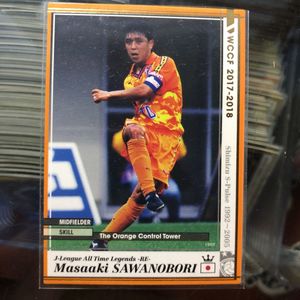 WCCF 2017-2018
Shimizu S-Pulse 1992~2005
MIDFIELDER
SKILL
The Orange Control Tower
J-League All Time Legends -RE-
Masaaki SAWANOBORI